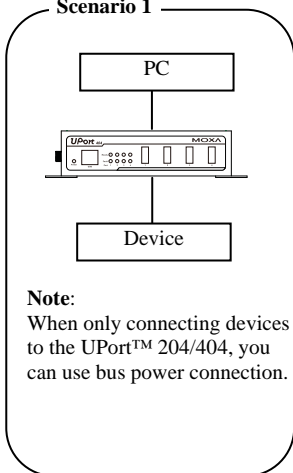 Scenario 1
PC
UPort 404
MOXA
Device
Note:
When only connecting devices
to the UPort™ 204/404, you
can use bus power connection.